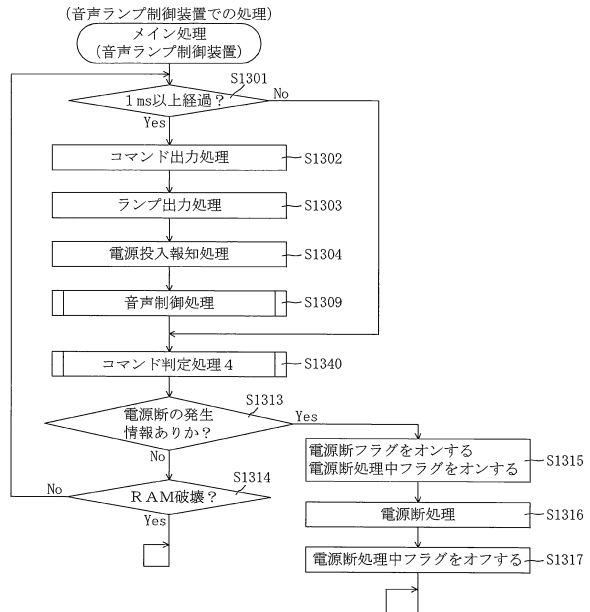 (音声ランプ制御装置での処理)
メイン処理
(音声ランプ制御装置)
S1301
1ms以上経過?
No
Yes
コマンド出力処理
S1302
ランプ出力処理
S1303
電源投入報知処理
S1304
音声制御処理
S1309
コマンド判定処理4
S1340
S1313
電源断の発生
情報ありか?
Yes
No
電源断フラグをオンする
電源断処理中フラグをオンする
S1315
S1314
RAM破壊?
No
Yes
電源断処理
S1316
電源断処理中フラグをオフする
S1317